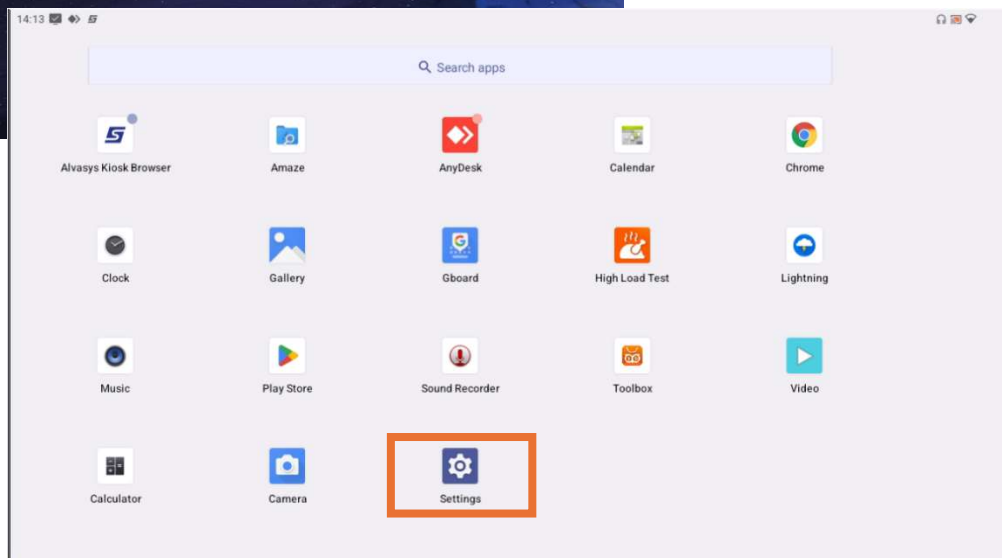 14:13
Search apps
Alvasys Kiosk Browser
Amaze
AnyDesk
Calendar
Chrome
Clock
Gallery
Gboard
High Load Test
Lightning
Music
Play Store
Sound Recorder
Toolbox
Video
Calculator
Camera
Settings